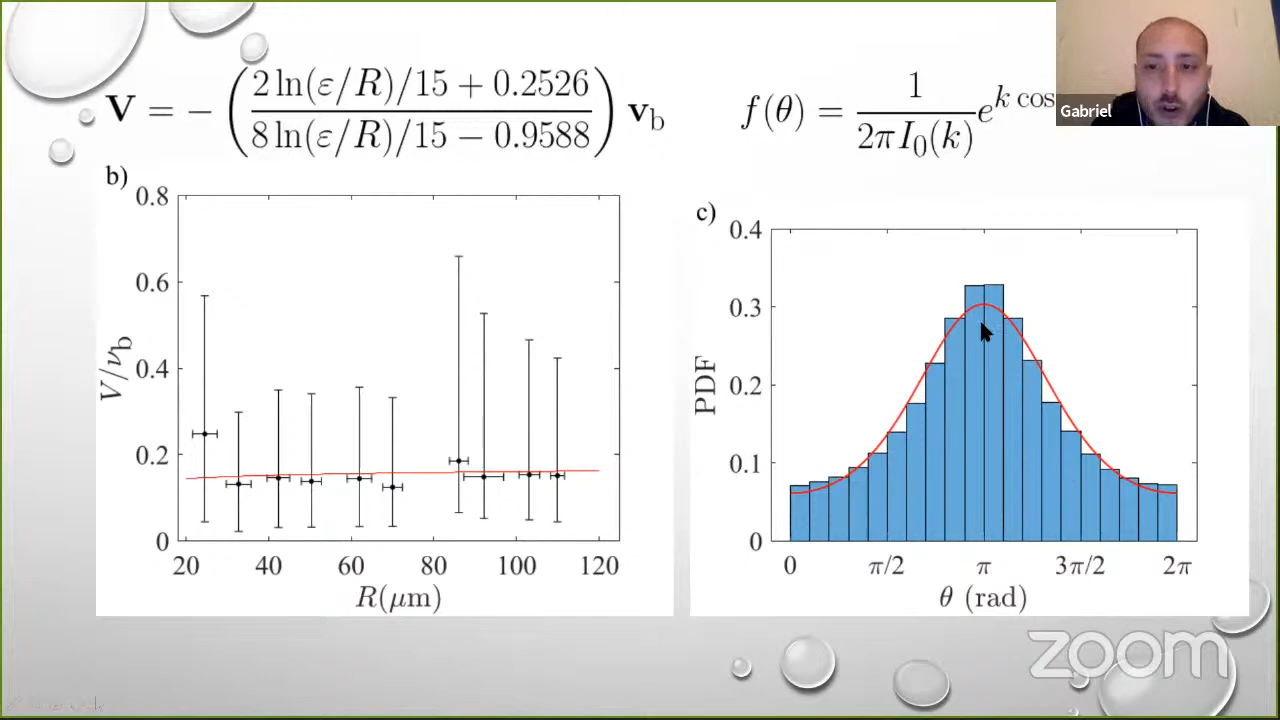 V = − ( 2 ln(ε/R)/15 + 0.2526 / 8 ln(ε/R)/15 − 0.9588 ) v_b
f(θ) = 1 / 2πI₀(k) e^{k cos
Gabriel
b)
0.8
0.6
0.4
0.2
0
V/ν_b
20 40 60 80 100 120
R(μm)
c)
0.4
0.3
0.2
0.1
0
PDF
0 π/2 π 3π/2 2π
θ (rad)
zoom